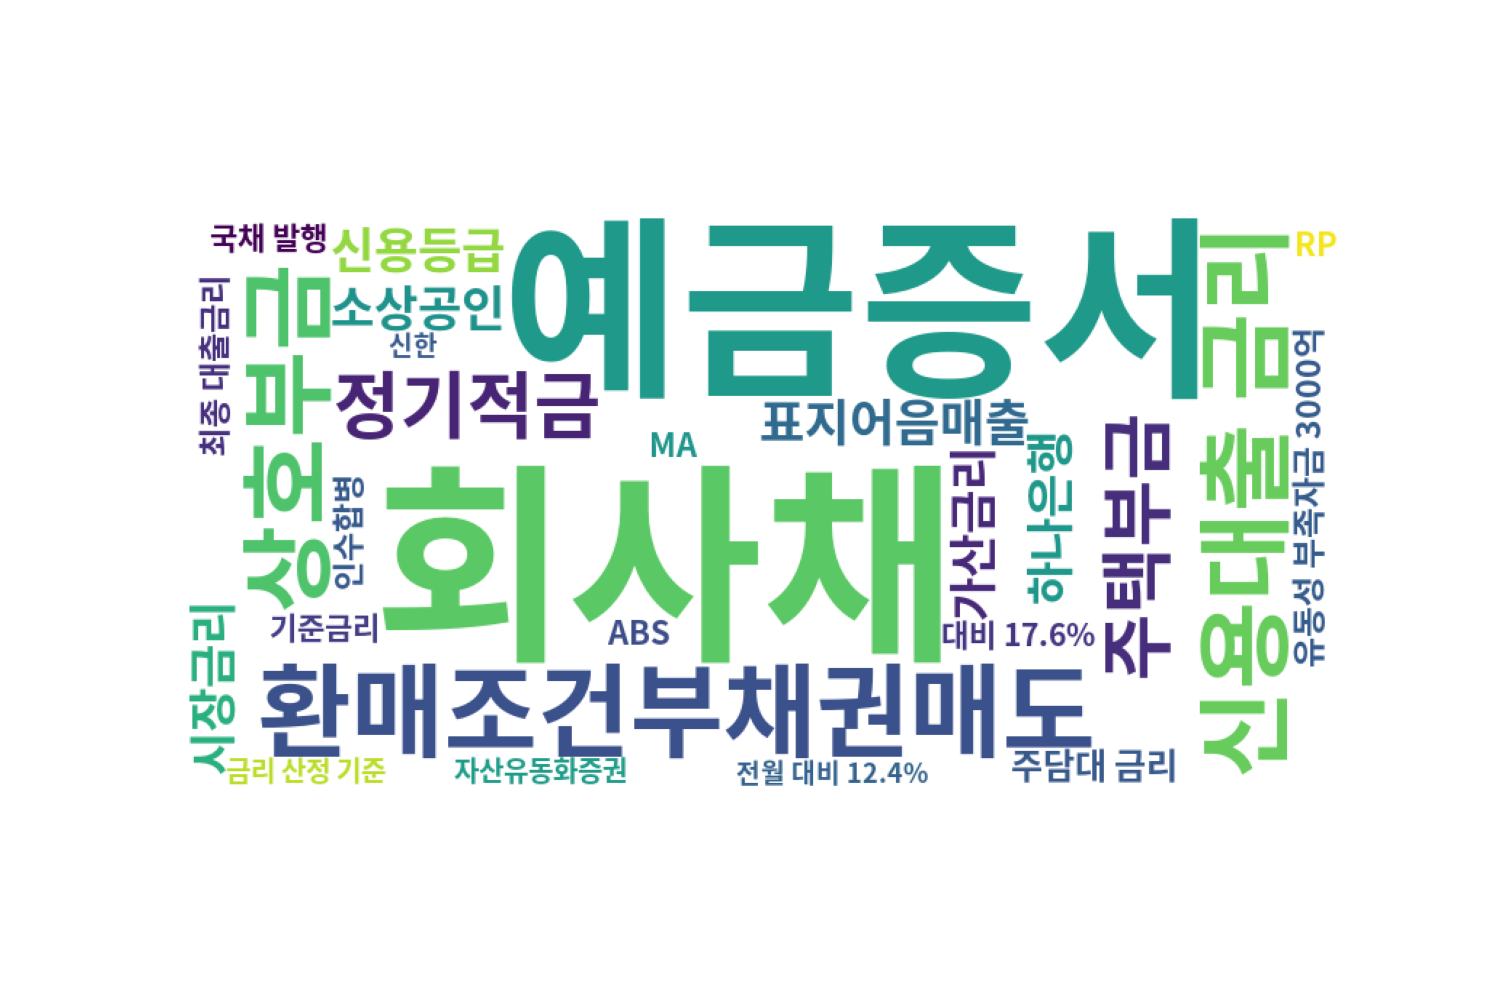 국채 발행
신용등급
예금증서
RP
소상공인
신한
최종 대출금리
상호부금
정기적금
표지어음매출
MA
신용대출 금리
유동성 부족자금 3000억
주택부금
하나은행
가산금리
회사채
인수합병
기준금리
ABS
대비 17.6%
시장금리
환매조건부채권매도
금리 산정 기준
자산유동화증권
전월 대비 12.4%
주담대 금리